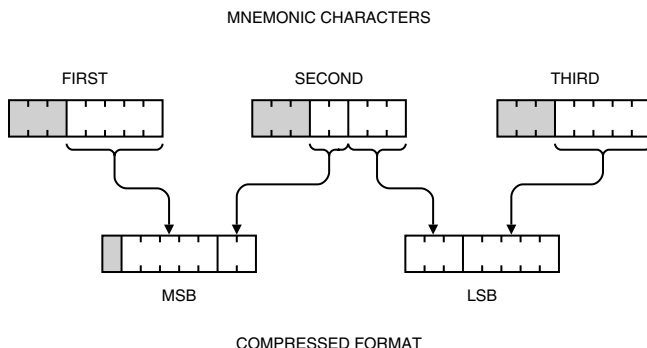 MNEMONIC CHARACTERS
FIRST SECOND THIRD
MSB LSB
COMPRESSED FORMAT